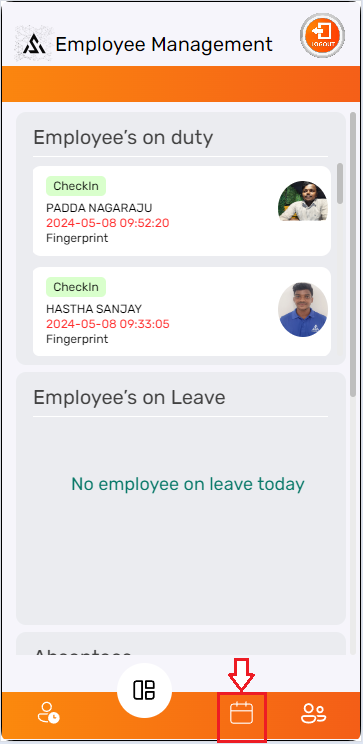 Employee Management
LOGOUT
Employee's on duty
CheckIn
PADDA NAGARAJU
2024-05-08 09:52:20
Fingerprint
CheckIn
HASTHA SANJAY
2024-05-08 09:33:05
Fingerprint
Employee's on Leave
No employee on leave today
Absentees